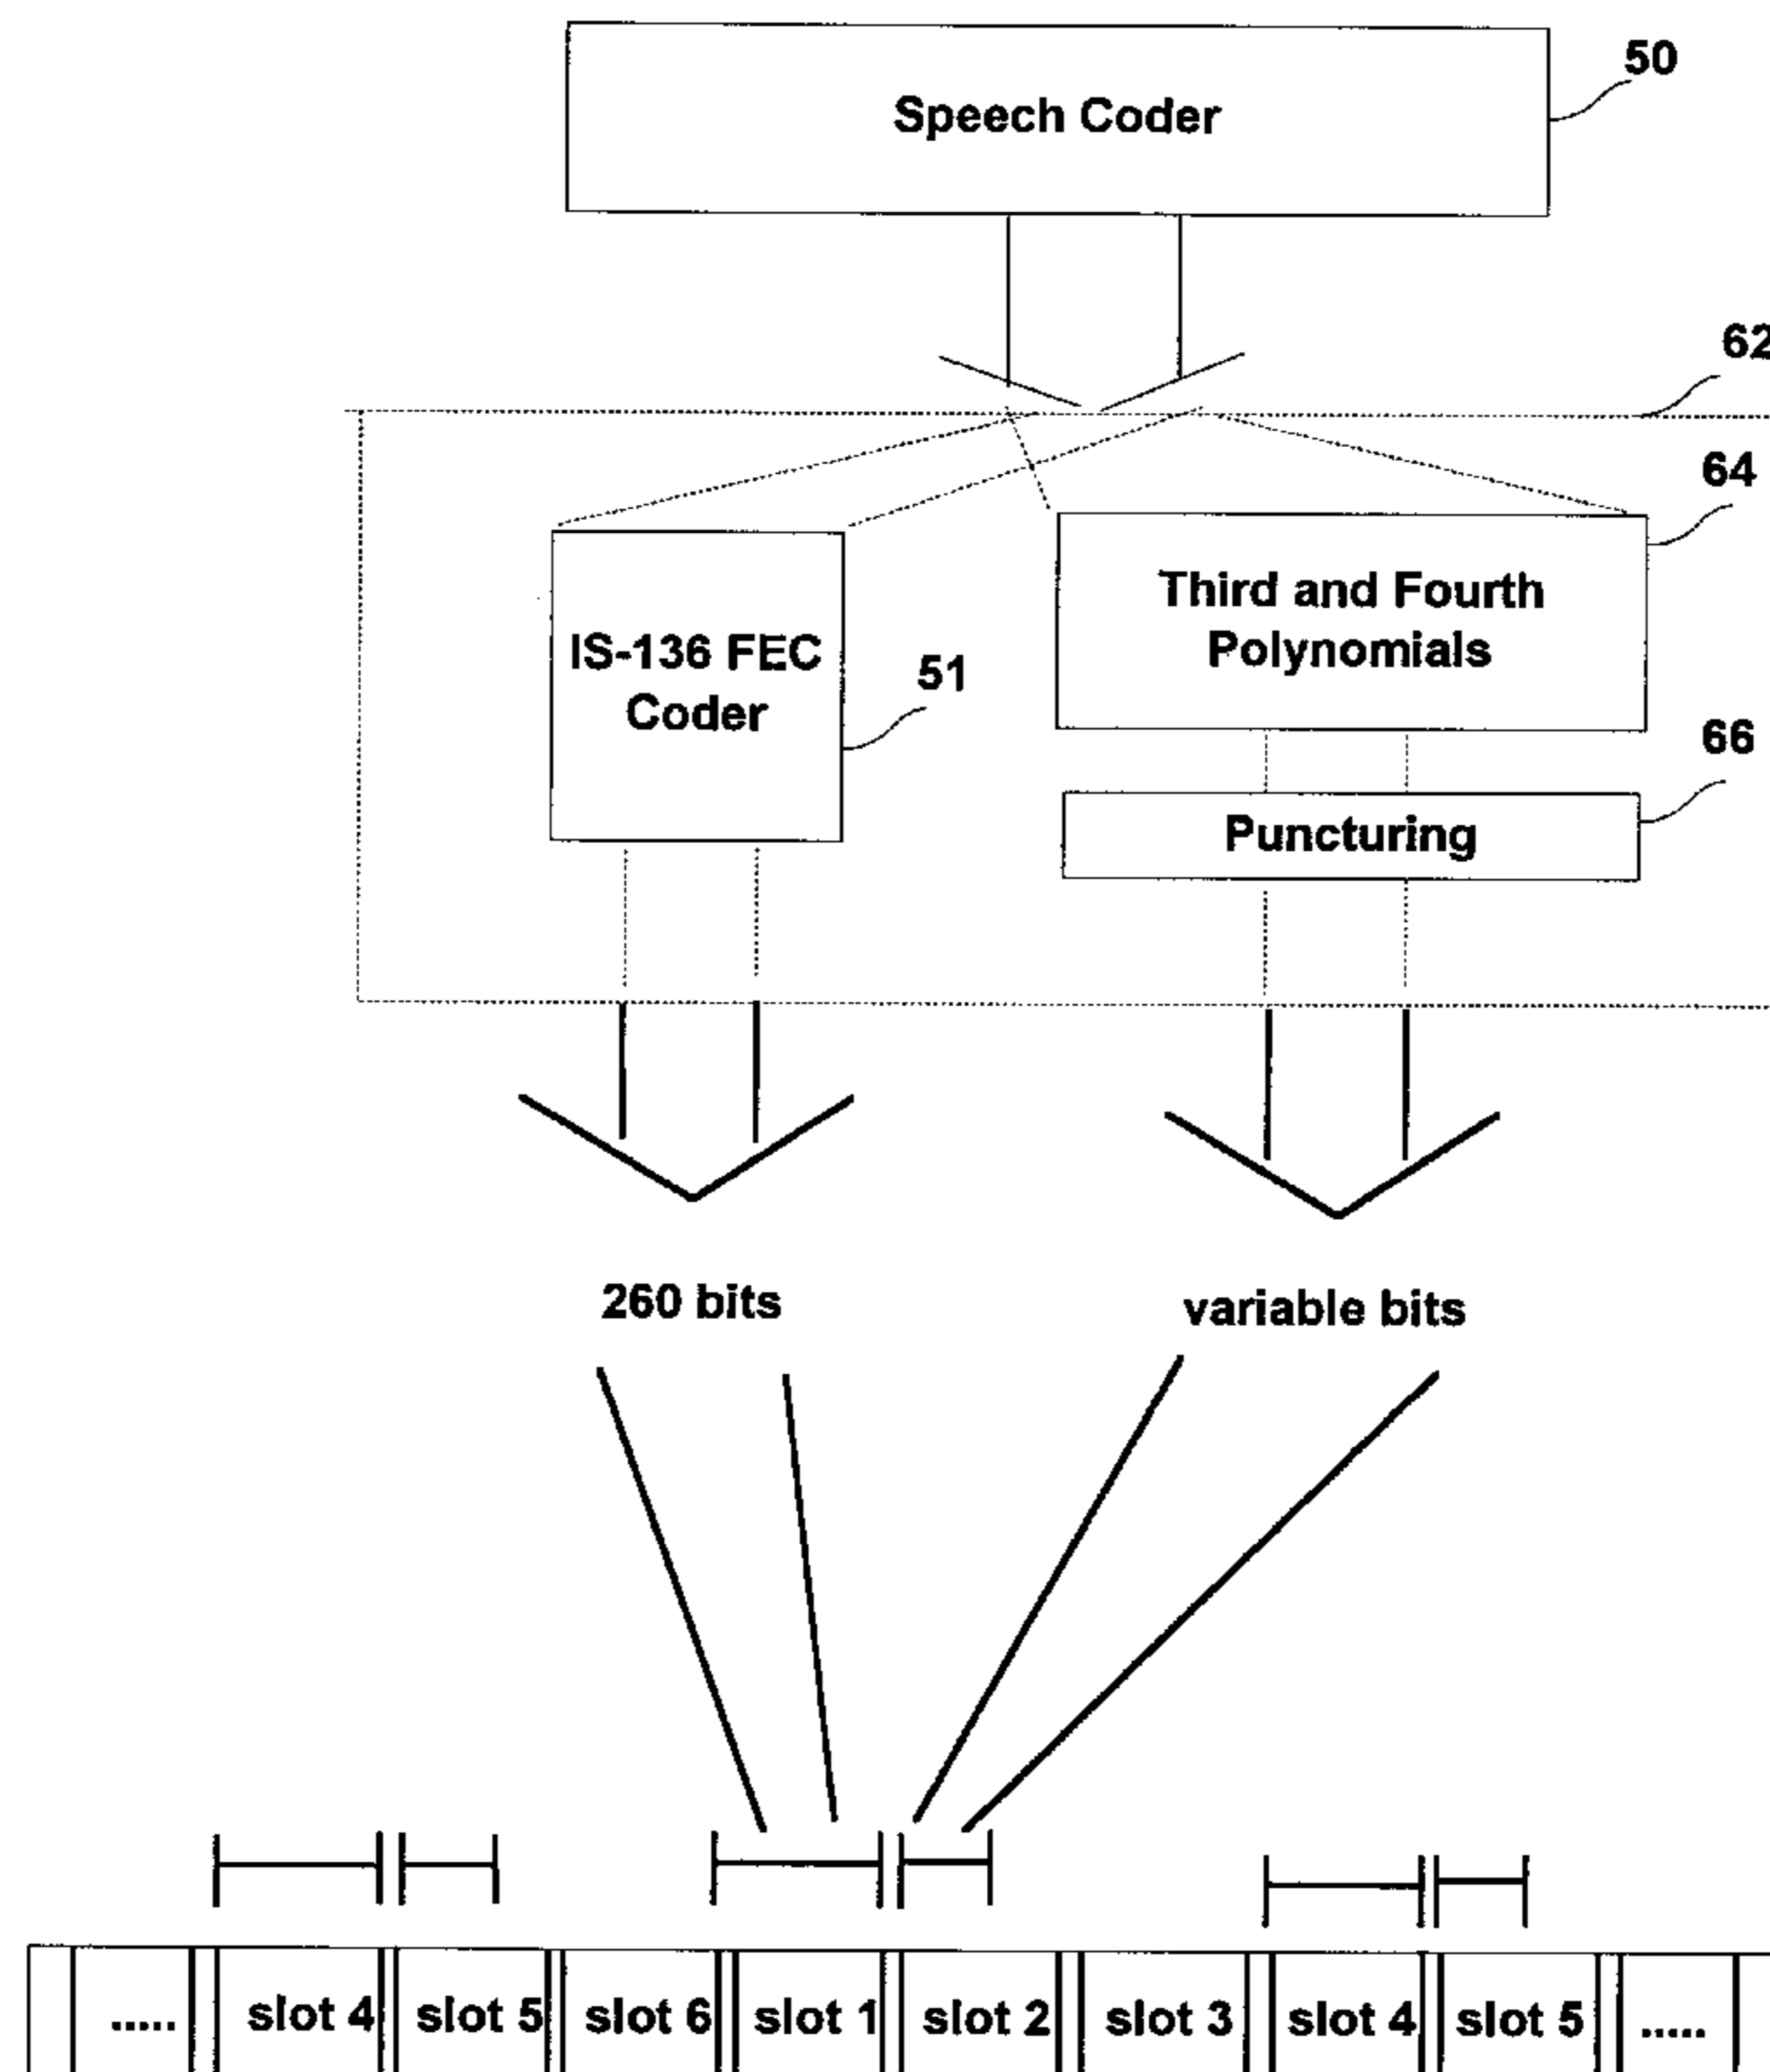 50
Speech Coder
62
64
Third and Fourth
Polynomials
IS-136 FEC
Coder
51
66
Puncturing
260 bits
variable bits
..... slot 4 slot 5 slot 6 slot 1 slot 2 slot 3 slot 4 slot 5 .....